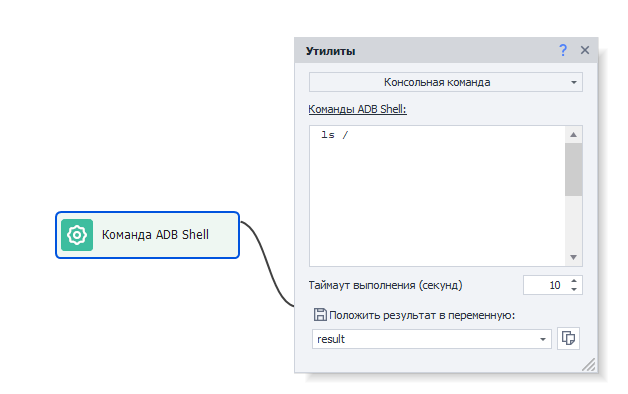 Утилиты
?
Консольная команда
Команды ADB Shell:
ls /
Команда ADB Shell
Таймаут выполнения (секунд)
10
Положить результат в переменную:
result